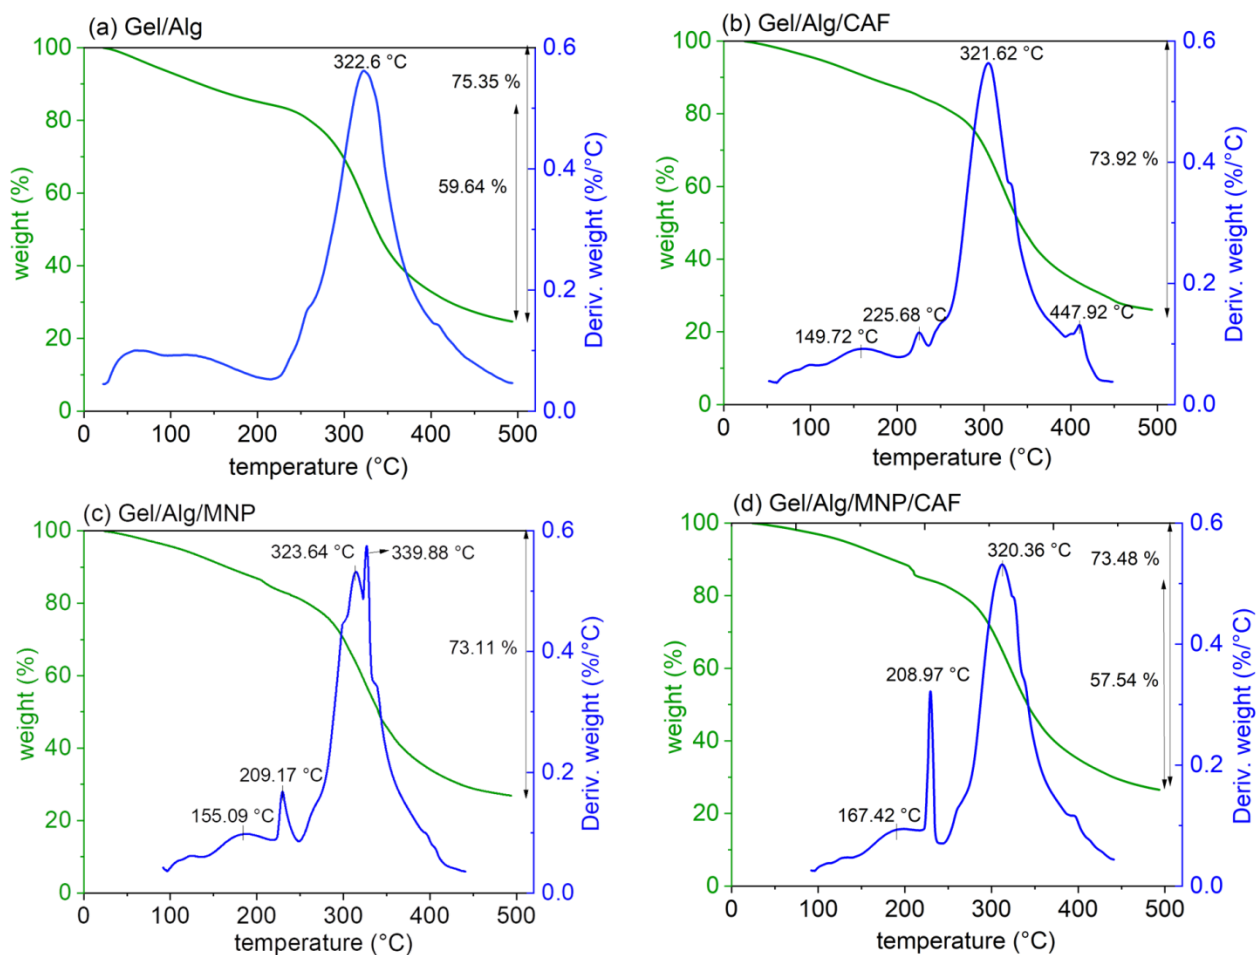 (a) Gel/Alg
100
80
60
40
20
0
weight (%)
0 100 200 300 400 500
temperature (°C)
0.6
0.4
0.2
0.0
Deriv. weight (%/°C)
322.6 °C
75.35 %
59.64 %
(b) Gel/Alg/CAF
100
80
60
40
20
0
weight (%)
0 100 200 300 400 500
temperature (°C)
0.6
0.4
0.2
0.0
Deriv. weight (%/°C)
321.62 °C
73.92 %
225.68 °C
447.92 °C
149.72 °C
(c) Gel/Alg/MNP
100
80
60
40
20
0
weight (%)
0 100 200 300 400 500
temperature (°C)
0.6
0.4
0.2
0.0
Deriv. weight (%/°C)
323.64 °C
339.88 °C
73.11 %
209.17 °C
155.09 °C
(d) Gel/Alg/MNP/CAF
100
80
60
40
20
0
weight (%)
0 100 200 300 400 500
temperature (°C)
0.6
0.4
0.2
0.0
Deriv. weight (%/°C)
320.36 °C
73.48 %
208.97 °C
57.54 %
167.42 °C